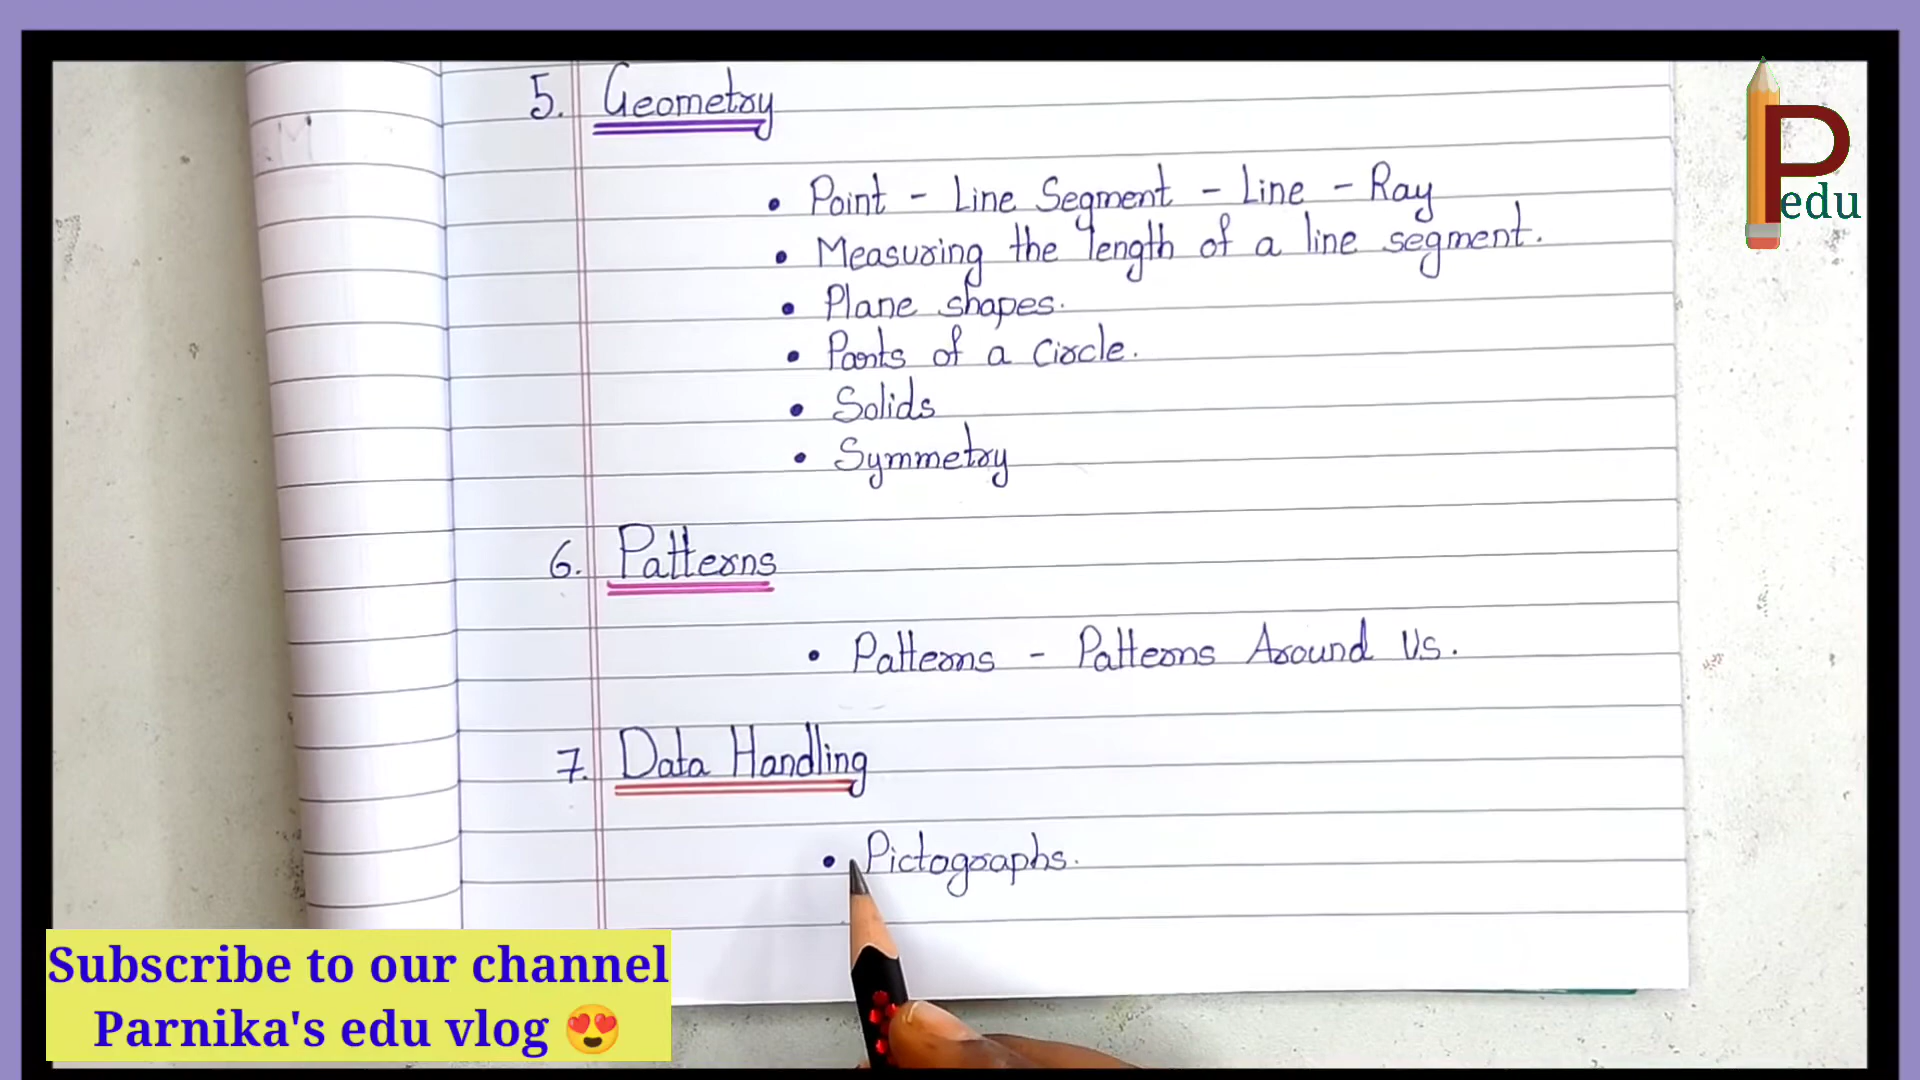 5. Geometry
• Point - Line Segment - Line - Ray
• Measuring the length of a line segment.
• Plane shapes.
• Parts of a circle.
• Solids
• Symmetry
6. Patterns
• Patterns - Patterns Around Us.
7. Data Handling
• Pictographs.
P
edu
Subscribe to our channel
Parnika's edu vlog 😍